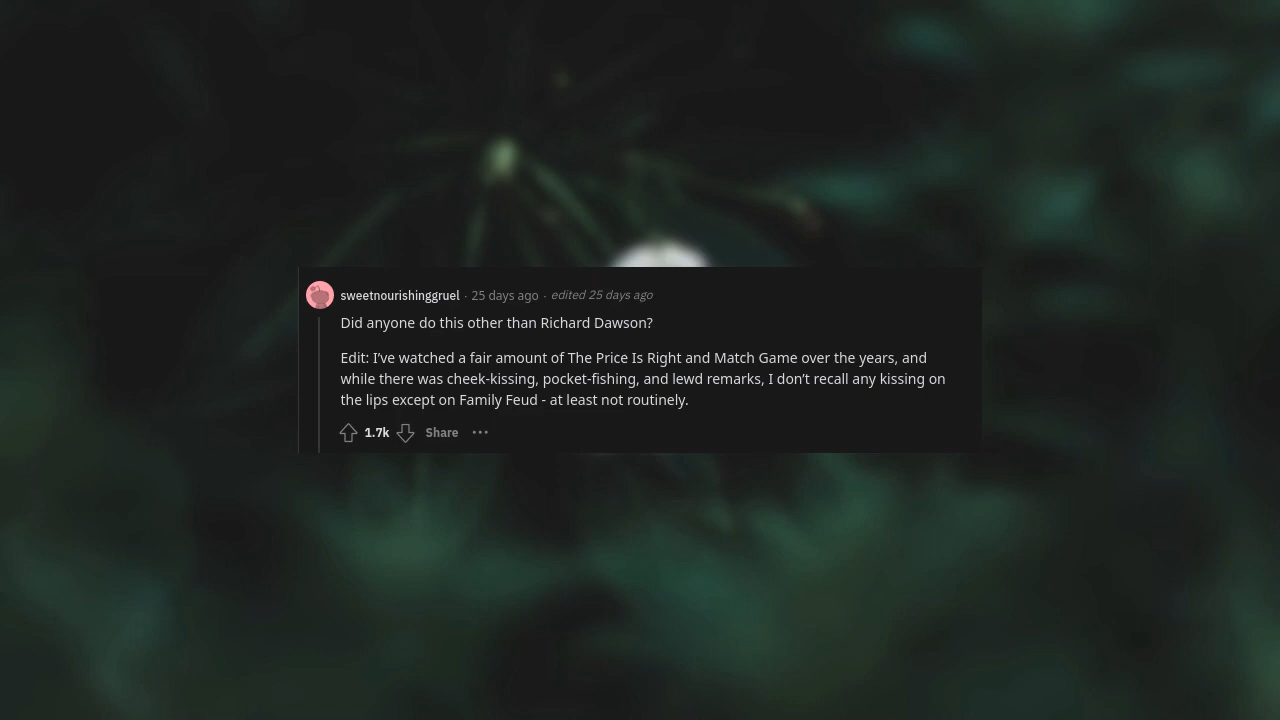 sweetnourishinggruel · 25 days ago · edited 25 days ago
Did anyone do this other than Richard Dawson?
Edit: I’ve watched a fair amount of The Price Is Right and Match Game over the years, and
while there was cheek-kissing, pocket-fishing, and lewd remarks, I don’t recall any kissing on
the lips except on Family Feud - at least not routinely.
1.7k Share ···